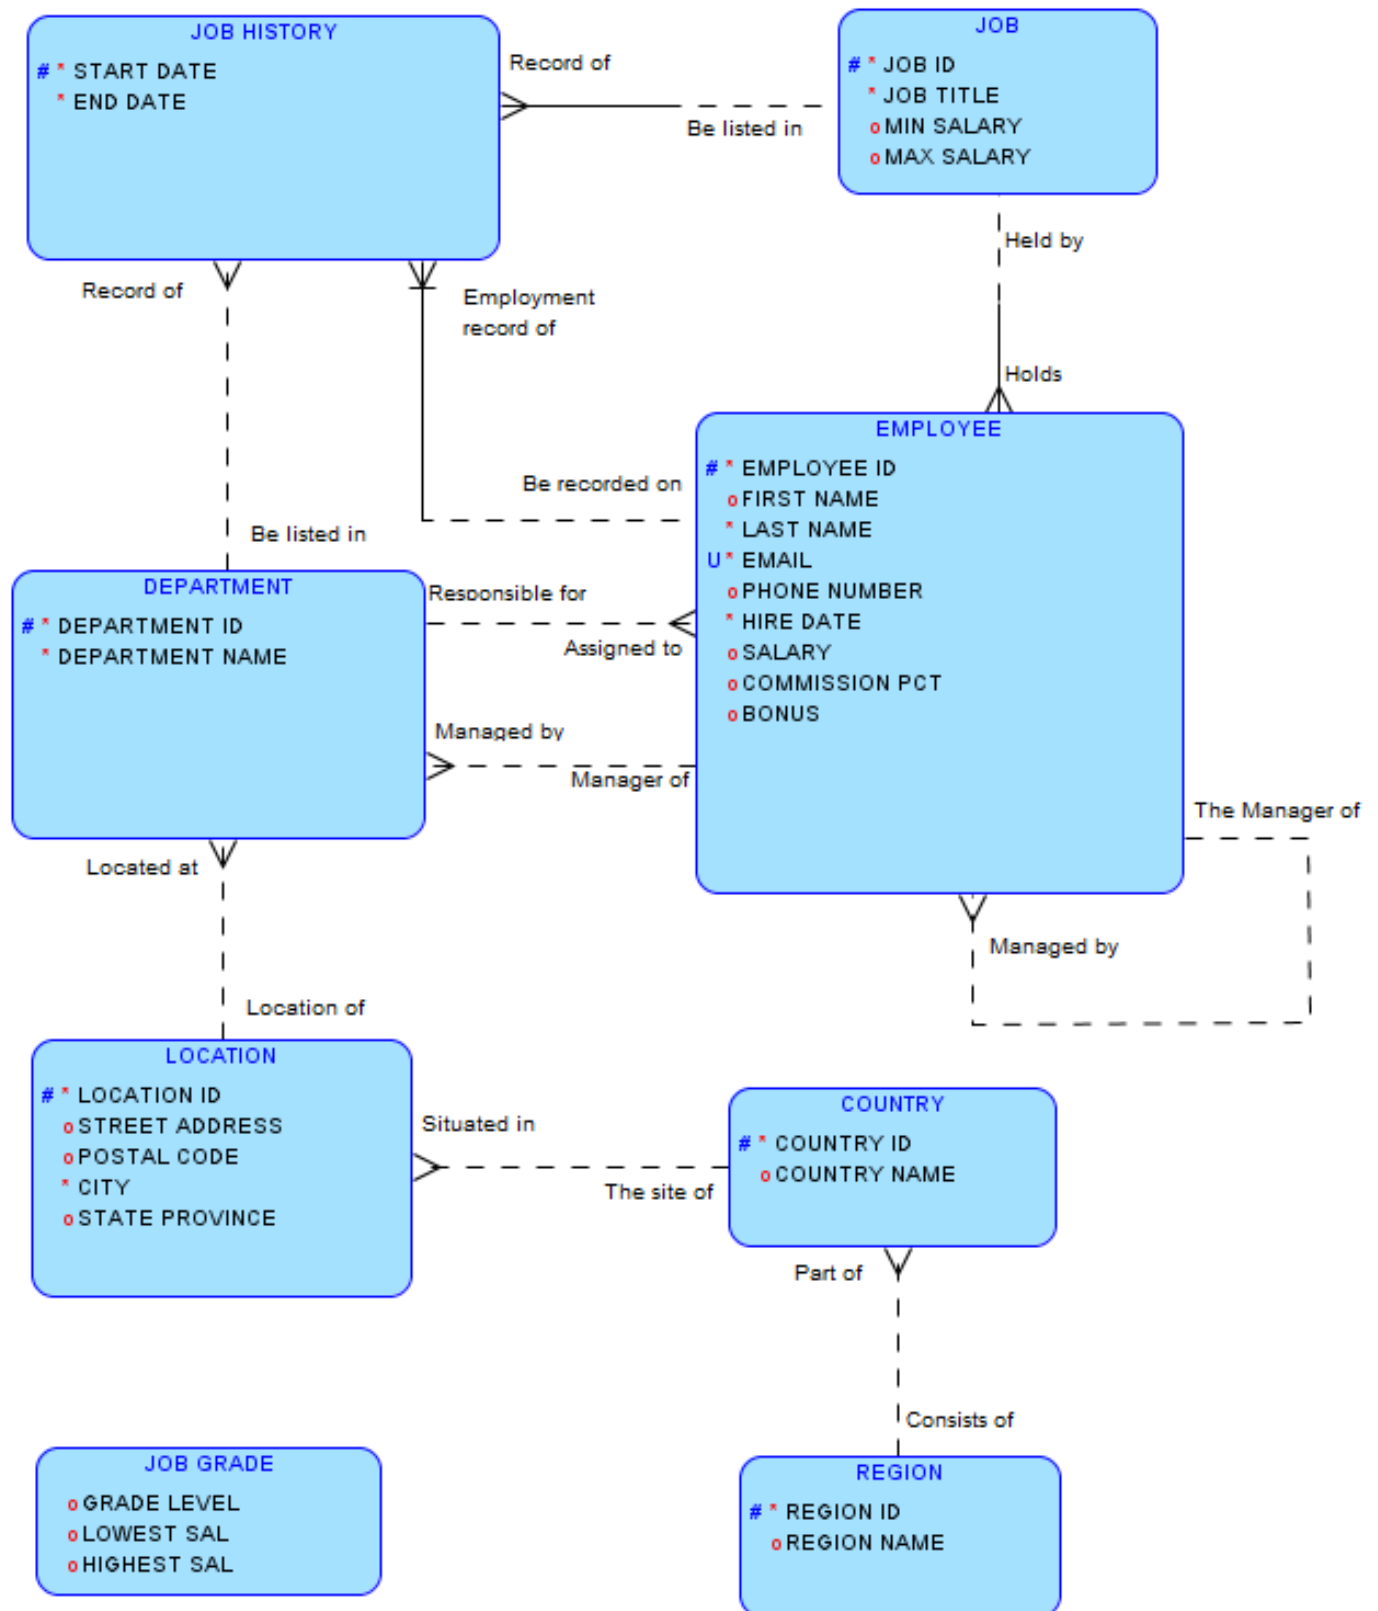 JOB HISTORY
# * START DATE
* END DATE
Record of
Be listed in
JOB
# * JOB ID
* JOB TITLE
o MIN SALARY
o MAX SALARY
Held by
Holds
Record of
Be listed in
Employment
record of
Be recorded on
EMPLOYEE
# * EMPLOYEE ID
o FIRST NAME
* LAST NAME
U * EMAIL
o PHONE NUMBER
* HIRE DATE
o SALARY
o COMMISSION PCT
o BONUS
DEPARTMENT
# * DEPARTMENT ID
* DEPARTMENT NAME
Responsible for
Assigned to
Managed by
Manager of
The Manager of
Managed by
Located at
Location of
LOCATION
# * LOCATION ID
o STREET ADDRESS
o POSTAL CODE
* CITY
o STATE PROVINCE
Situated in
The site of
COUNTRY
# * COUNTRY ID
o COUNTRY NAME
Part of
Consists of
JOB GRADE
o GRADE LEVEL
o LOWEST SAL
o HIGHEST SAL
REGION
# * REGION ID
o REGION NAME